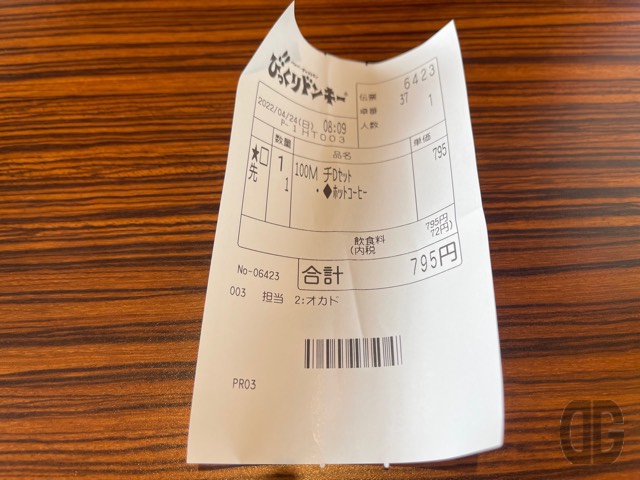 びっくりドンキー
伝票 6423
卓番 37
人数 1
2022/04/24(日) 08:09
P- 1 HT003
数量 品名 単価
★□ 1 100M チDセット 795
先 1 ・◆ホットコーヒー
飲食料 795円
(内税 72円)
合計 795円
No-06423
003 担当 2:オカド
PR03
DG